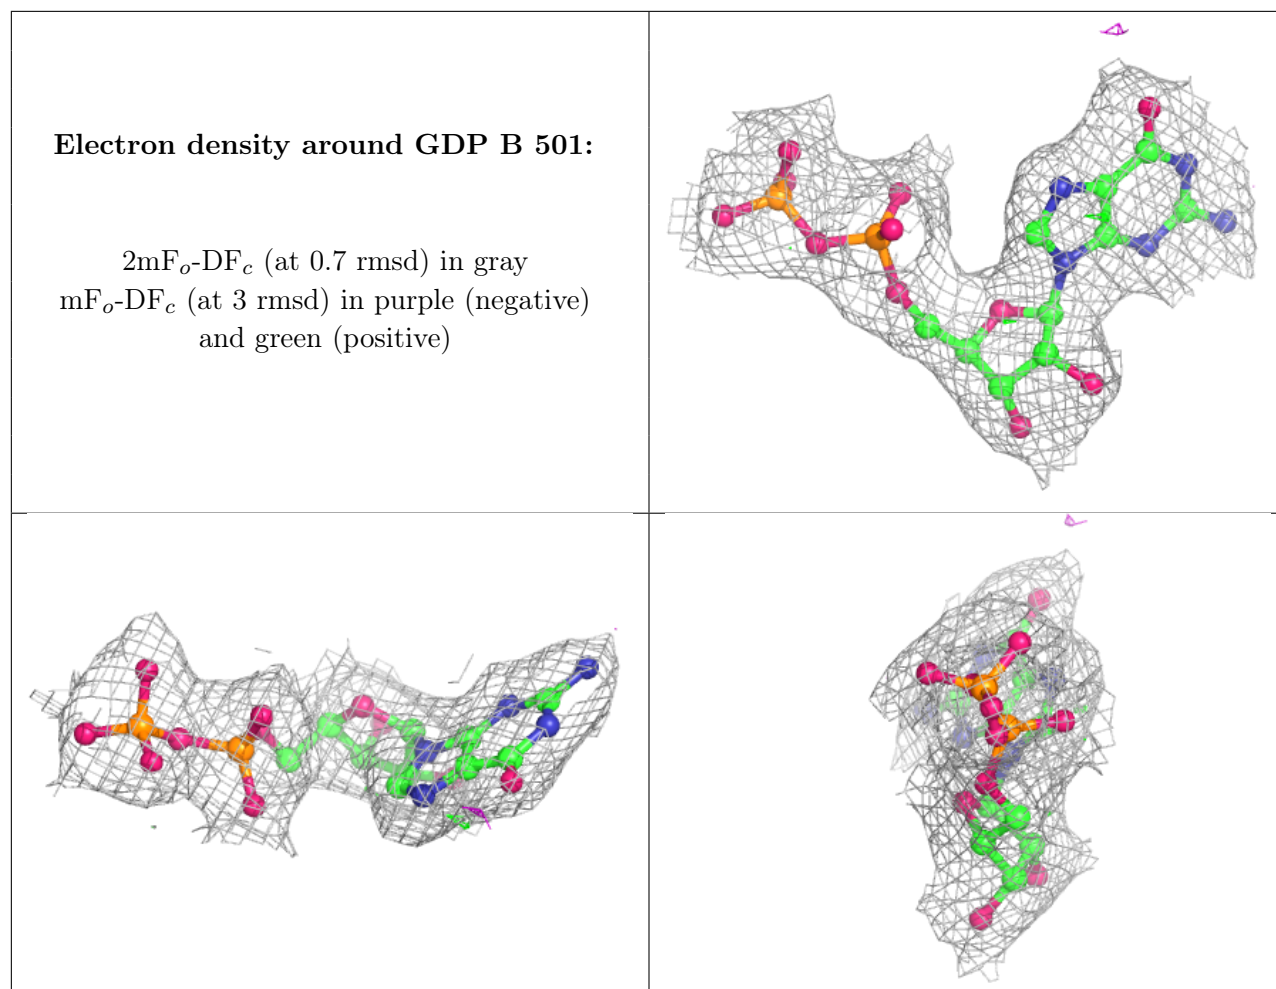 Electron density around GDP B 501:
2mFo-DFc (at 0.7 rmsd) in gray
mFo-DFc (at 3 rmsd) in purple (negative)
and green (positive)